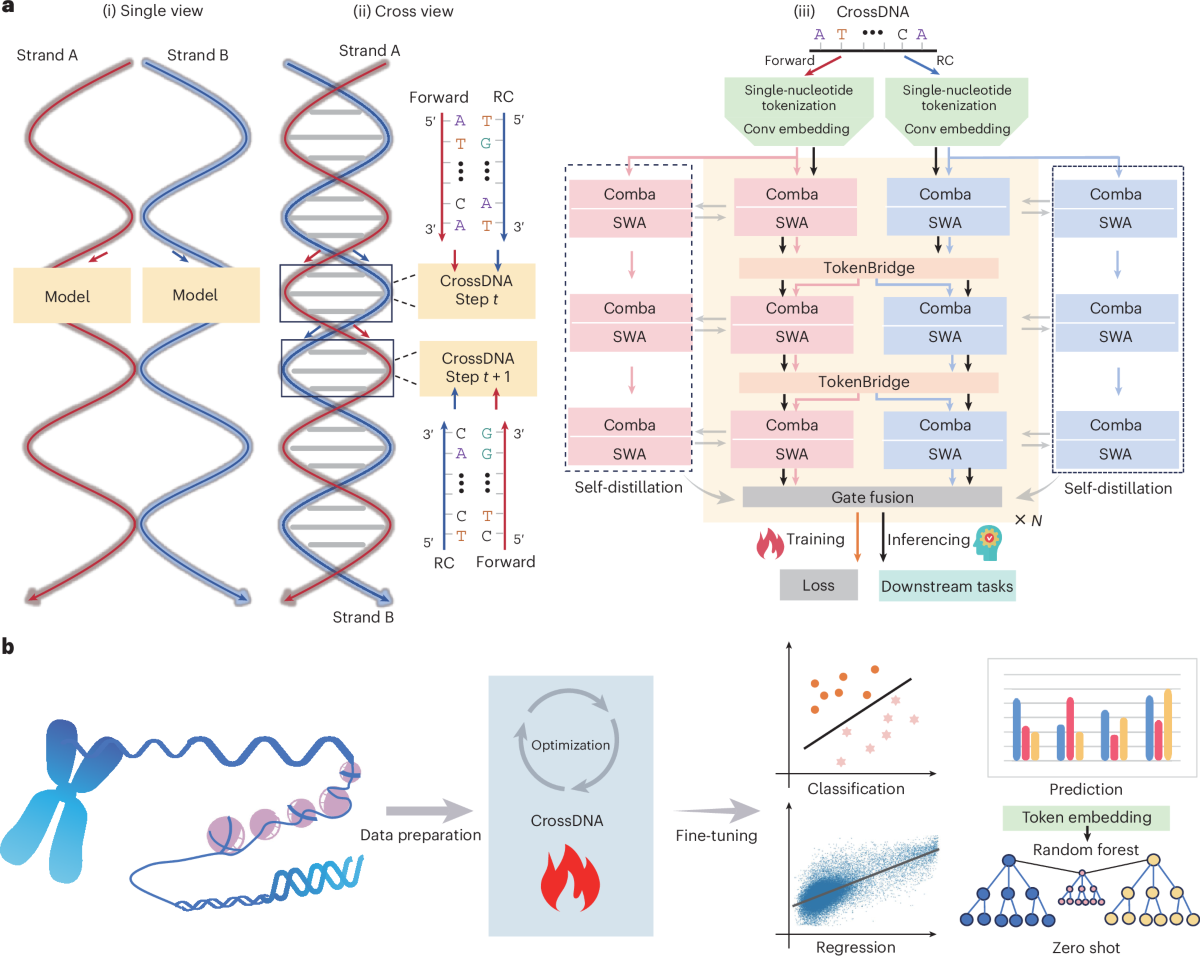 a
(i) Single view
Strand A
Strand B
Model
Model
(ii) Cross view
Strand A
Forward
RC
5′ A T 5′
T G
•••
•••
C A
3′ A T 3′
CrossDNA
Step t
CrossDNA
Step t + 1
3′ C G 3′
A G
•••
•••
C T
5′ T C 5′
RC
Forward
Strand B
(iii)
CrossDNA
A T ••• C A
Forward
RC
Single-nucleotide
tokenization
Conv embedding
Single-nucleotide
tokenization
Conv embedding
Comba
SWA
Comba
SWA
Comba
SWA
Comba
SWA
TokenBridge
Comba
SWA
Comba
SWA
Comba
SWA
Comba
SWA
TokenBridge
Comba
SWA
Comba
SWA
Comba
SWA
Comba
SWA
Self-distillation
Gate fusion
Self-distillation
× N
Training
Inferencing
Loss
Downstream tasks
b
Data preparation
Optimization
CrossDNA
Fine-tuning
Classification
Prediction
Regression
Token embedding
Random forest
Zero shot